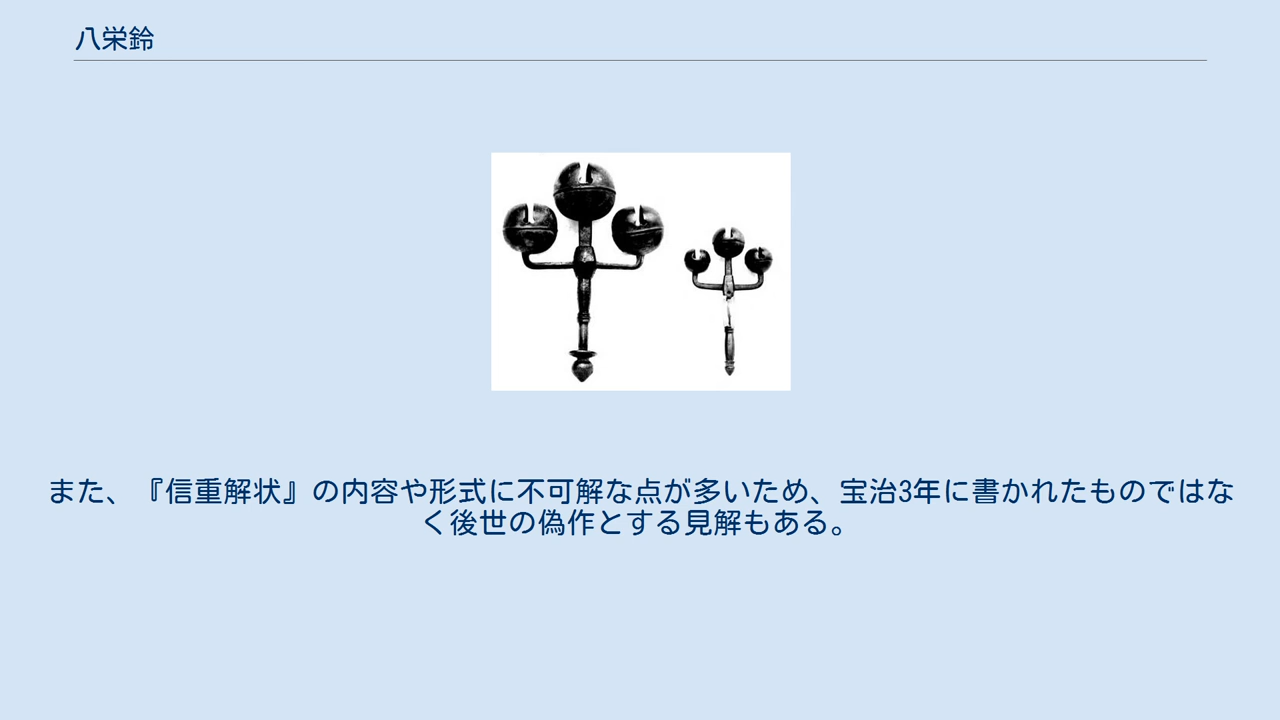 八栄鈴
また、『信重解状』の内容や形式に不可解な点が多いため、宝治3年に書かれたものではな
く後世の偽作とする見解もある。